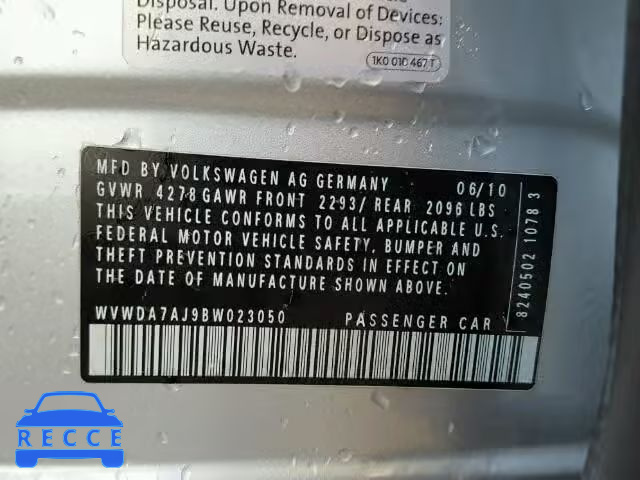 Disposal. Upon Removal of Devices:
Please Reuse, Recycle, or Dispose as
Hazardous Waste.
1K0 010 467 T
MFD BY VOLKSWAGEN AG GERMANY 06/10
GVWR 4278 GAWR FRONT 2293/ REAR 2096 LBS
THIS VEHICLE CONFORMS TO ALL APPLICABLE U.S.
FEDERAL MOTOR VEHICLE SAFETY, BUMPER AND
THEFT PREVENTION STANDARDS IN EFFECT ON
THE DATE OF MANUFACTURE SHOWN ABOVE.
WVWDA7AJ9BW023050 PASSENGER CAR
8240502 1078 3
RECCE